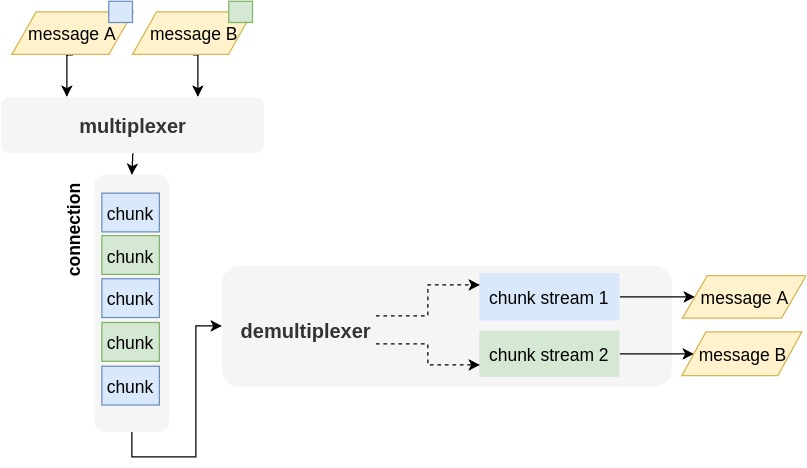 message A
message B
multiplexer
connection
chunk
chunk
chunk
chunk
chunk
demultiplexer
chunk stream 1
message A
chunk stream 2
message B